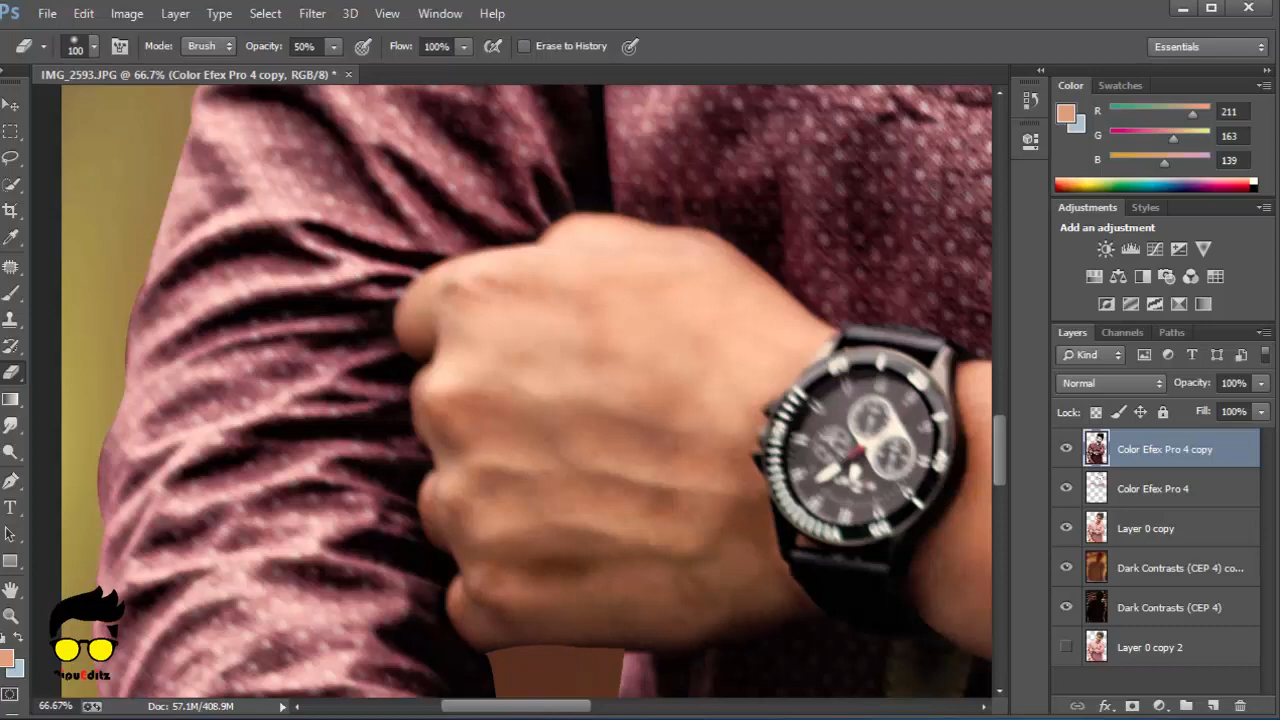 Ps File Edit Image Layer Type Select Filter 3D View Window Help
100 Mode: Brush Opacity: 50% Flow: 100% Erase to History Essentials
IMG_2593.JPG @ 66.7% (Color Efex Pro 4 copy, RGB/8) * ×
Color Swatches
R 211
G 163
B 139
Adjustments Styles
Add an adjustment
Layers Channels Paths
Kind
Normal Opacity: 100%
Lock: Fill: 100%
Color Efex Pro 4 copy
Color Efex Pro 4
Layer 0 copy
Dark Contrasts (CEP 4) co...
Dark Contrasts (CEP 4)
Layer 0 copy 2
66.67% Doc: 57.1M/408.9M